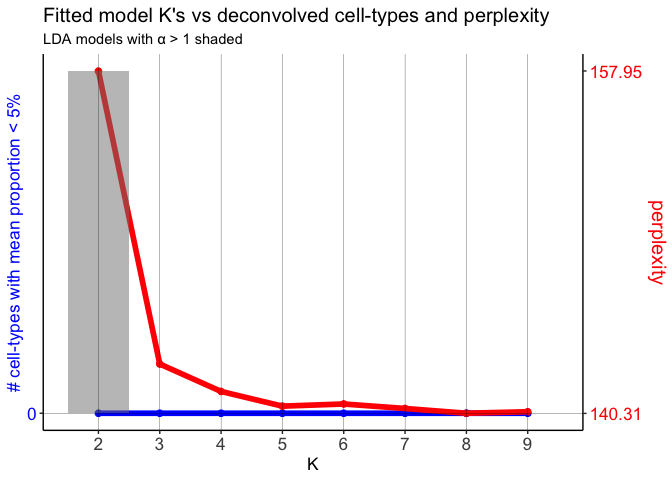 Fitted model K's vs deconvolved cell-types and perplexity
LDA models with α > 1 shaded
# cell-types with mean proportion < 5%
0
157.95
140.31
perplexity
2 3 4 5 6 7 8 9
K